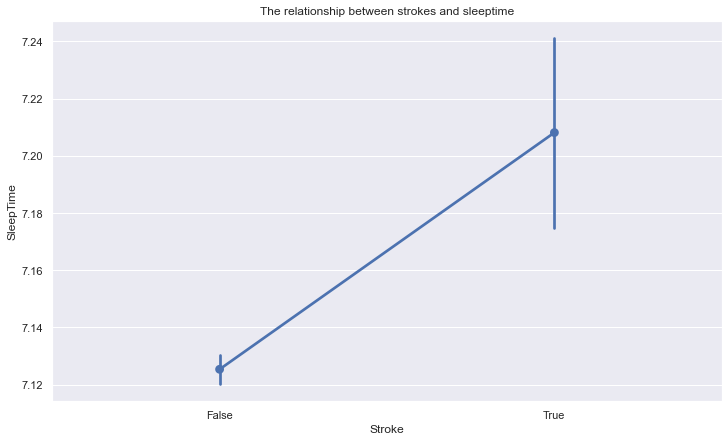 The relationship between strokes and sleeptime
7.24
7.22
7.20
7.18
7.16
7.14
7.12
SleepTime
False
True
Stroke